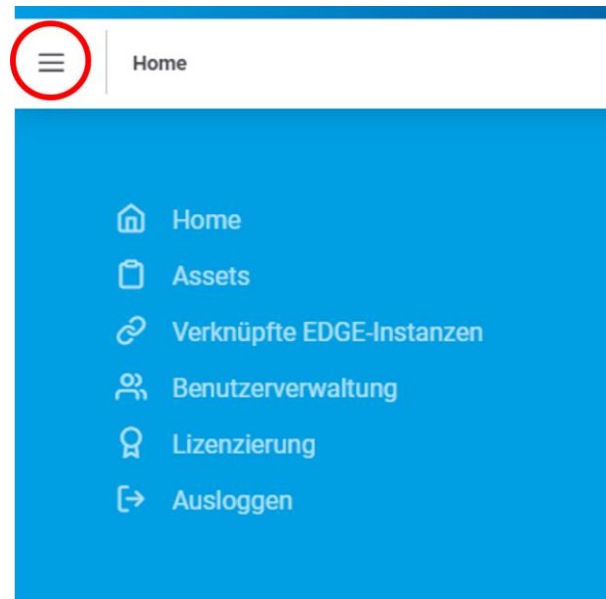 Home
Home
Assets
Verknüpfte EDGE-Instanzen
Benutzerverwaltung
Lizenzierung
Ausloggen